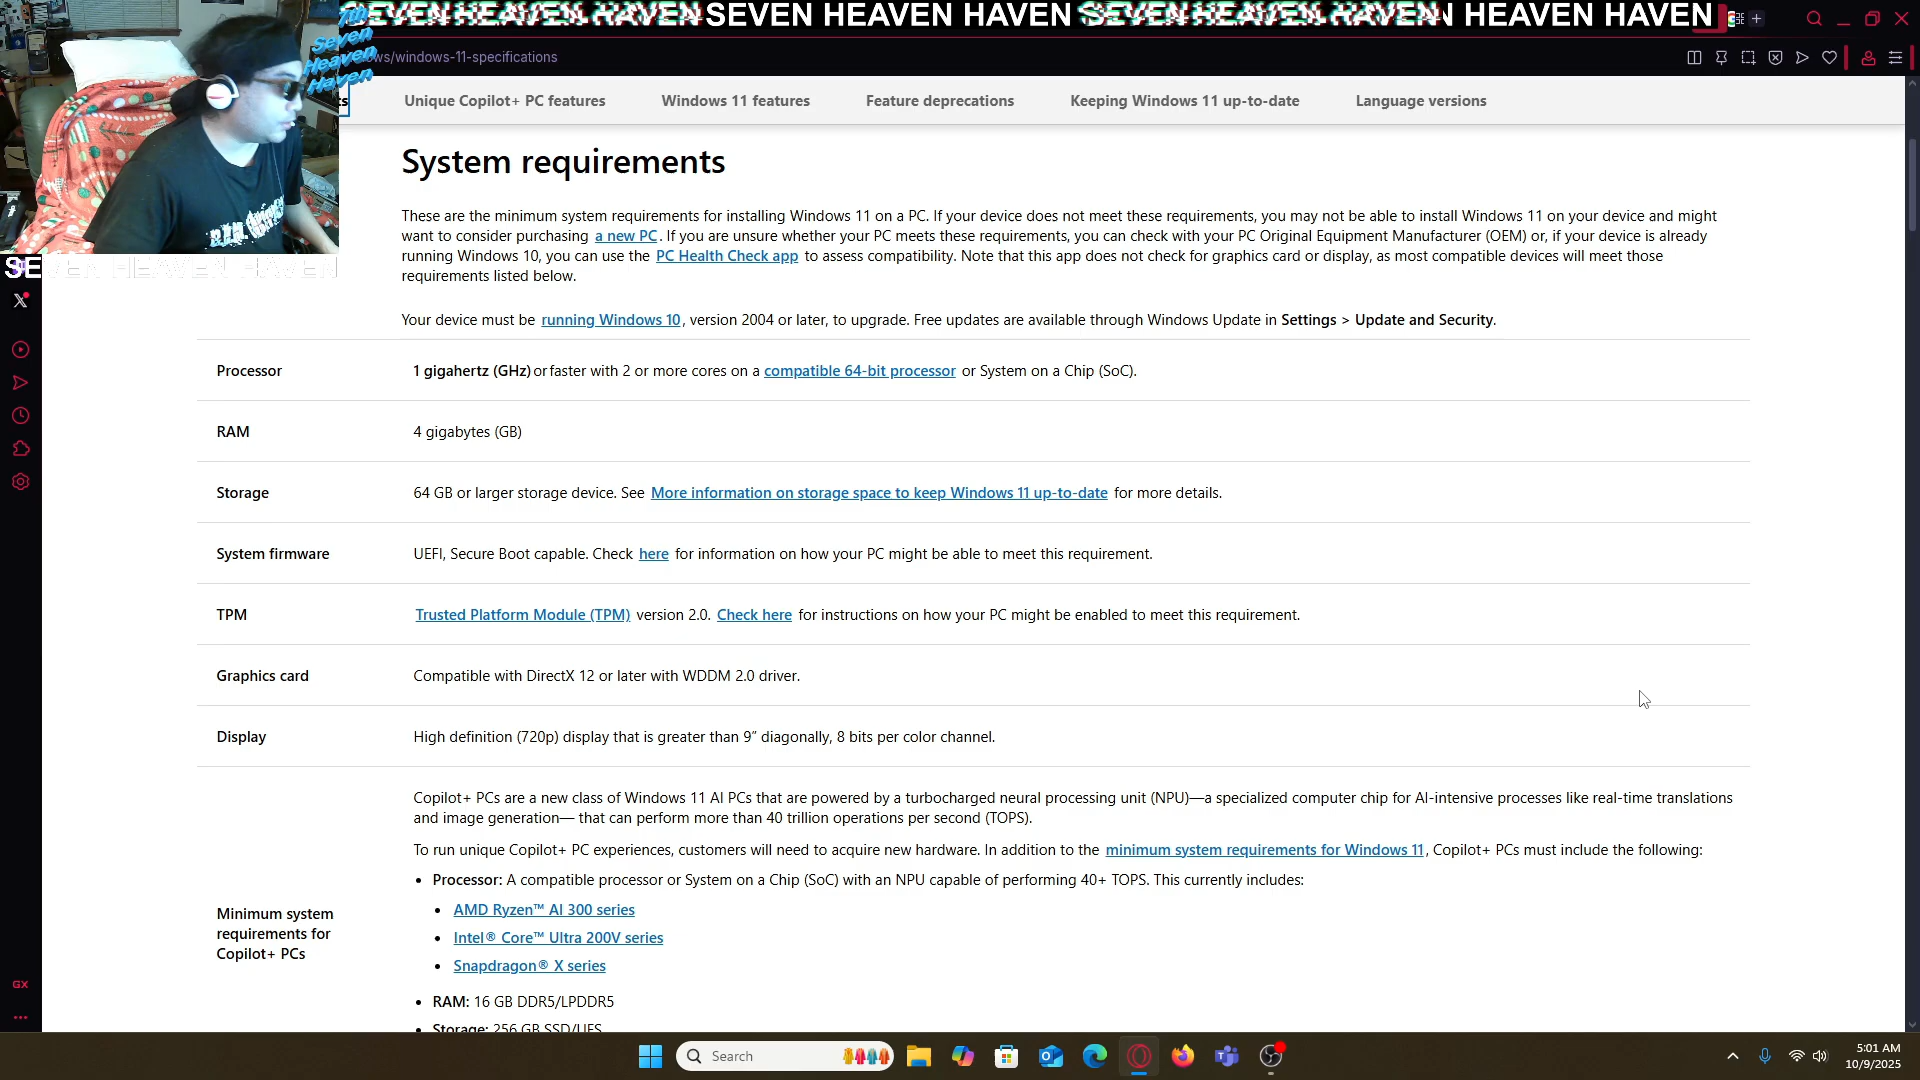 SEVEN HEAVEN HAVEN SEVEN HEAVEN HAVEN SEVEN HEAVEN HAVEN N HEAVEN HAVEN
7th
Seven
Heaven
Haven
ws/windows-11-specifications
ts
Unique Copilot+ PC features
Windows 11 features
Feature deprecations
Keeping Windows 11 up-to-date
Language versions
SEVEN HEAVEN HAVEN
System requirements
These are the minimum system requirements for installing Windows 11 on a PC. If your device does not meet these requirements, you may not be able to install Windows 11 on your device and might
want to consider purchasing a new PC. If you are unsure whether your PC meets these requirements, you can check with your PC Original Equipment Manufacturer (OEM) or, if your device is already
running Windows 10, you can use the PC Health Check app to assess compatibility. Note that this app does not check for graphics card or display, as most compatible devices will meet those
requirements listed below.
Your device must be running Windows 10, version 2004 or later, to upgrade. Free updates are available through Windows Update in Settings > Update and Security.
Processor
1 gigahertz (GHz) or faster with 2 or more cores on a compatible 64-bit processor or System on a Chip (SoC).
RAM
4 gigabytes (GB)
Storage
64 GB or larger storage device. See More information on storage space to keep Windows 11 up-to-date for more details.
System firmware
UEFI, Secure Boot capable. Check here for information on how your PC might be able to meet this requirement.
TPM
Trusted Platform Module (TPM) version 2.0. Check here for instructions on how your PC might be enabled to meet this requirement.
Graphics card
Compatible with DirectX 12 or later with WDDM 2.0 driver.
Display
High definition (720p) display that is greater than 9” diagonally, 8 bits per color channel.
Minimum system
requirements for
Copilot+ PCs
Copilot+ PCs are a new class of Windows 11 AI PCs that are powered by a turbocharged neural processing unit (NPU)—a specialized computer chip for AI-intensive processes like real-time translations
and image generation— that can perform more than 40 trillion operations per second (TOPS).
To run unique Copilot+ PC experiences, customers will need to acquire new hardware. In addition to the minimum system requirements for Windows 11, Copilot+ PCs must include the following:
• Processor: A compatible processor or System on a Chip (SoC) with an NPU capable of performing 40+ TOPS. This currently includes:
• AMD Ryzen™ AI 300 series
• Intel® Core™ Ultra 200V series
• Snapdragon® X series
• RAM: 16 GB DDR5/LPDDR5
• Storage: 256 GB SSD/UFS
GX
Search
5:01 AM
10/9/2025